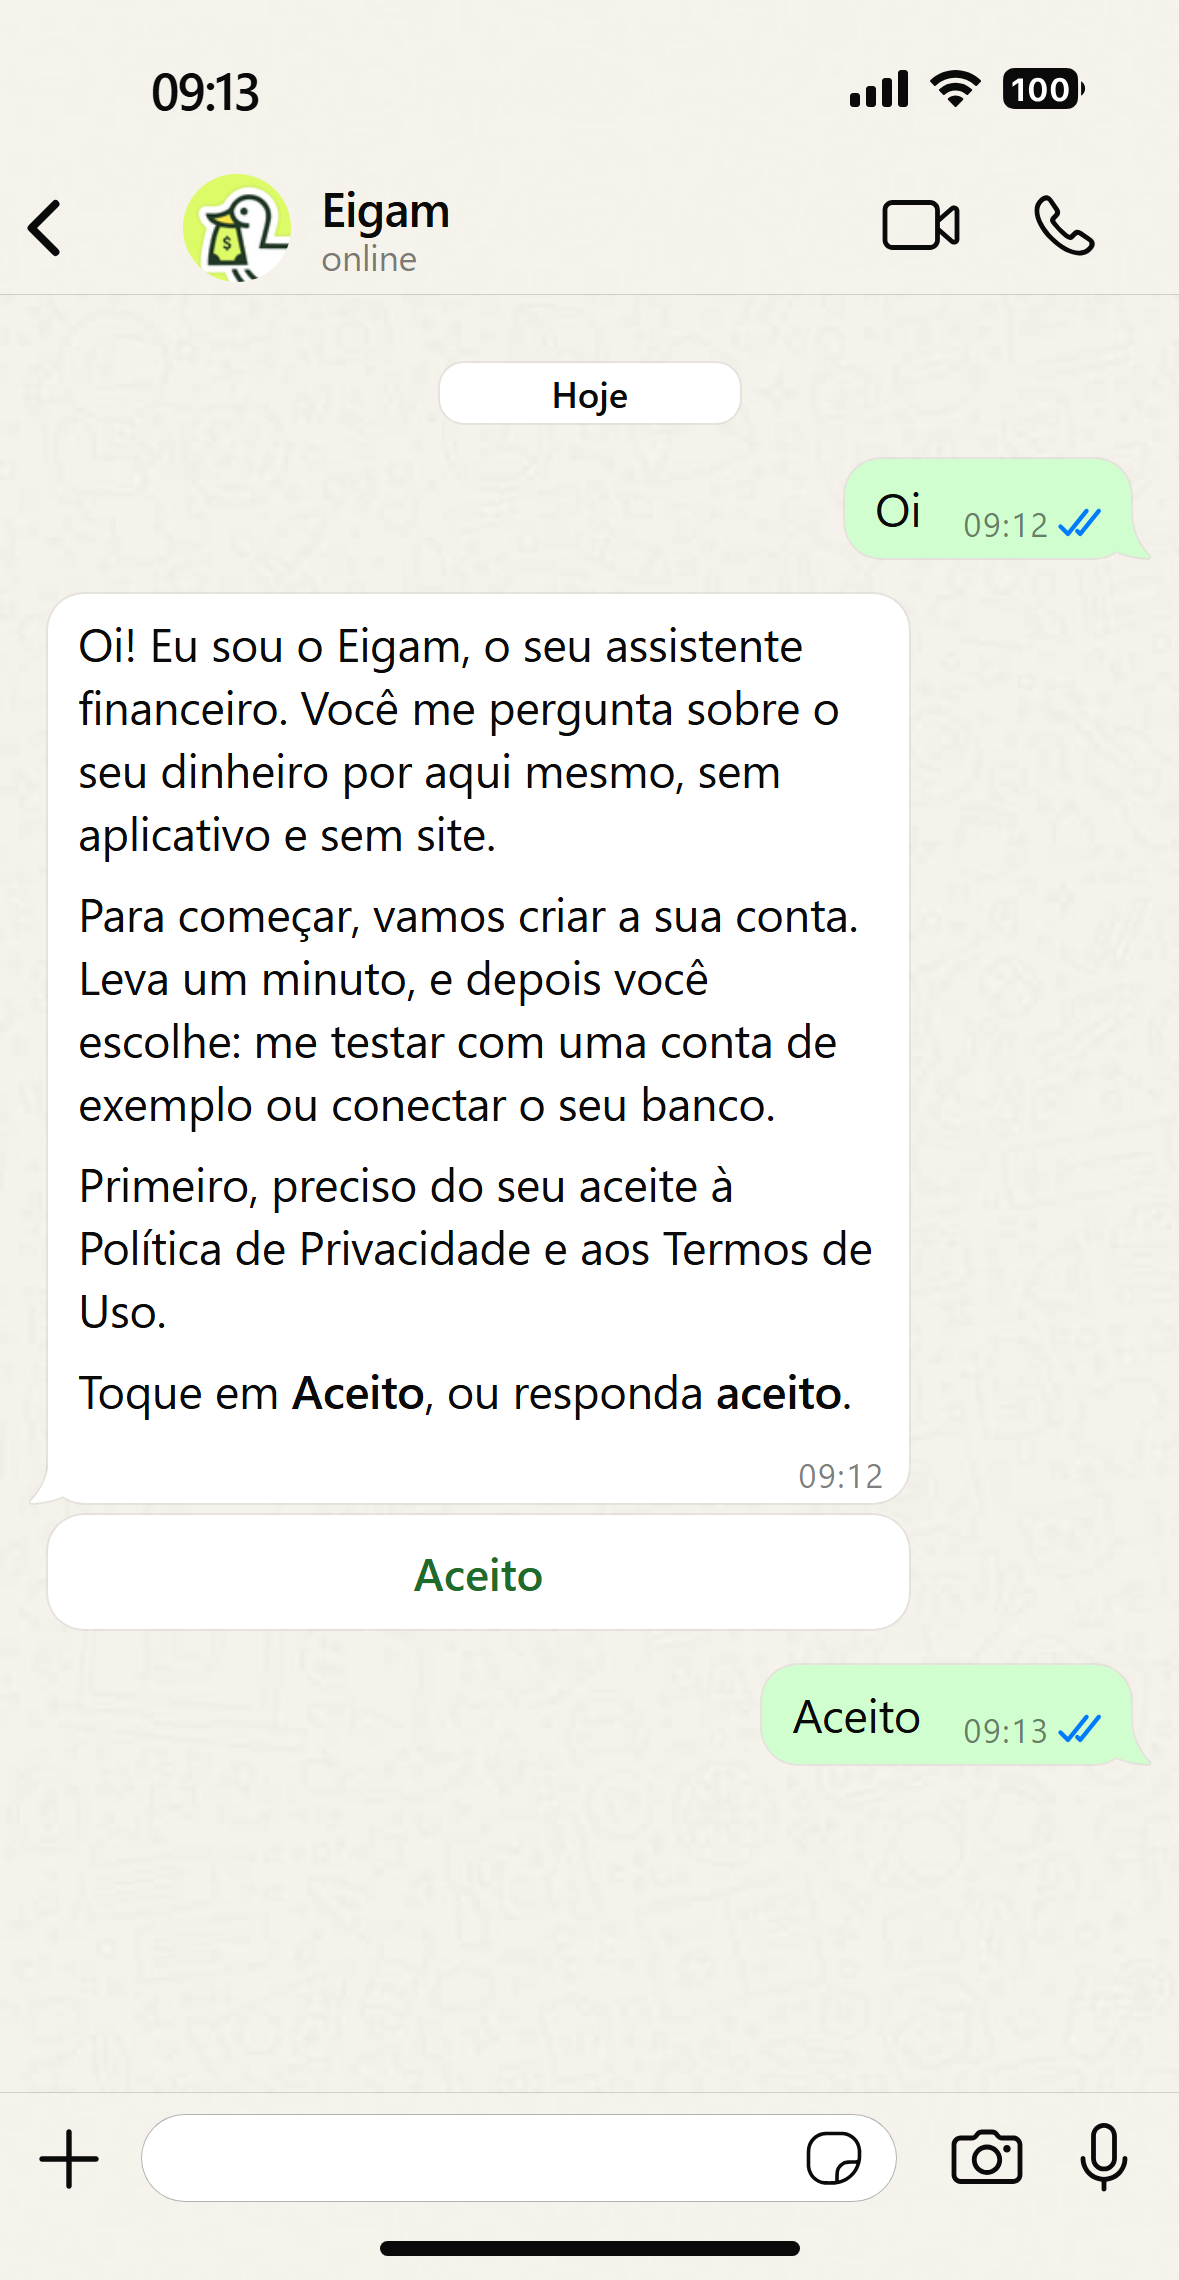 09:13
100
Eigam
online
Hoje
Oi 09:12
Oi! Eu sou o Eigam, o seu assistente
financeiro. Você me pergunta sobre o
seu dinheiro por aqui mesmo, sem
aplicativo e sem site.
Para começar, vamos criar a sua conta.
Leva um minuto, e depois você
escolhe: me testar com uma conta de
exemplo ou conectar o seu banco.
Primeiro, preciso do seu aceite à
Política de Privacidade e aos Termos de
Uso.
Toque em Aceito, ou responda aceito.
09:12
Aceito
Aceito 09:13